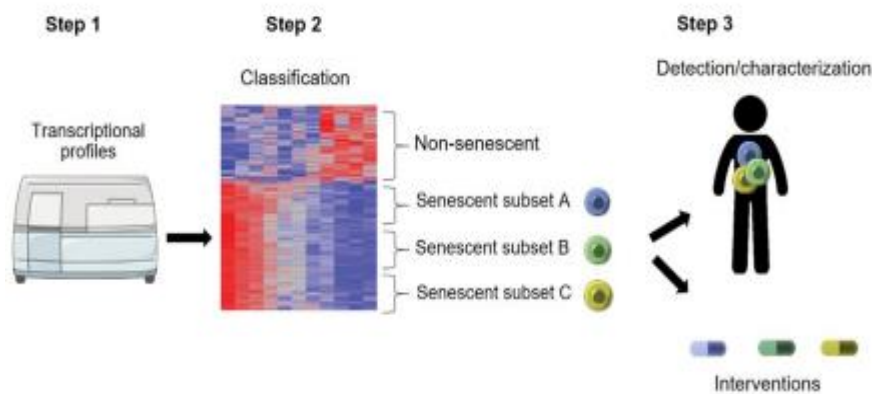 Step 1
Step 2
Step 3
Classification
Detection/characterization
Transcriptional
profiles
Non-senescent
Senescent subset A
Senescent subset B
Senescent subset C
Interventions